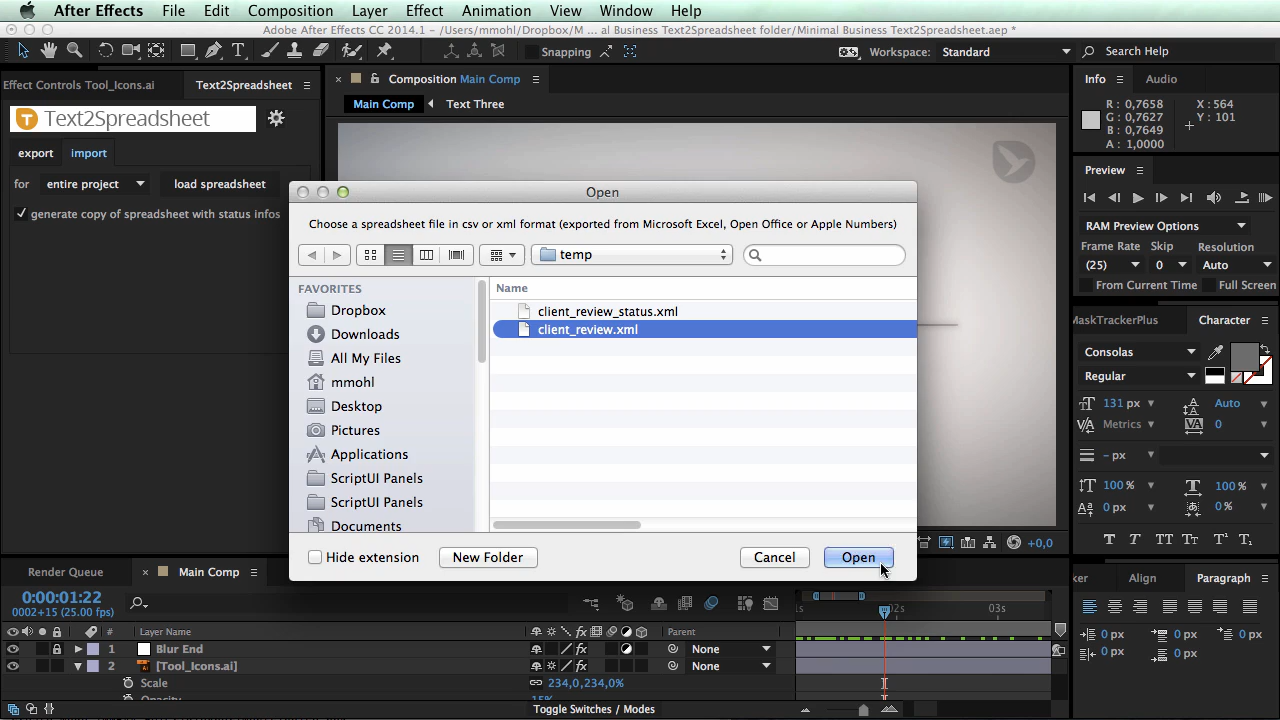 After Effects File Edit Composition Layer Effect Animation View Window Help
Adobe After Effects CC 2014.1 - /Users/mmohl/Dropbox/M ... al Business Text2Spreadsheet folder/Minimal Business Text2Spreadsheet.aep *
Snapping
Workspace: Standard
Search Help
Effect Controls Tool_Icons.ai
Text2Spreadsheet
Composition Main Comp
Info
Audio
Main Comp
Text Three
R : 0,7658
G : 0,7627
B : 0,7649
A : 1,0000
X : 564
Y : 101
T Text2Spreadsheet
export
import
for entire project
load spreadsheet
generate copy of spreadsheet with status infos
Open
Choose a spreadsheet file in csv or xml format (exported from Microsoft Excel, Open Office or Apple Numbers)
temp
FAVORITES
Dropbox
Downloads
All My Files
mmohl
Desktop
Pictures
Applications
ScriptUI Panels
ScriptUI Panels
Documents
Name
client_review_status.xml
client_review.xml
Hide extension
New Folder
Cancel
Open
Preview
RAM Preview Options
Frame Rate Skip Resolution
(25) 0 Auto
From Current Time Full Screen
MaskTrackerPlus
Character
Consolas
Regular
131 px Auto
Metrics 0
- px
100 % 100 %
0 px 0 %
T T TT Tt T¹ T₁
+0,0
Render Queue
Main Comp
0:00:01:22
0002+15 (25.00 fps)
# Layer Name
Parent
1 Blur End None
2 [Tool_Icons.ai] None
Scale 234,0,234,0%
Toggle Switches / Modes
02s 03s
ker Align Paragraph
0 px 0 px 0 px
0 px 0 px